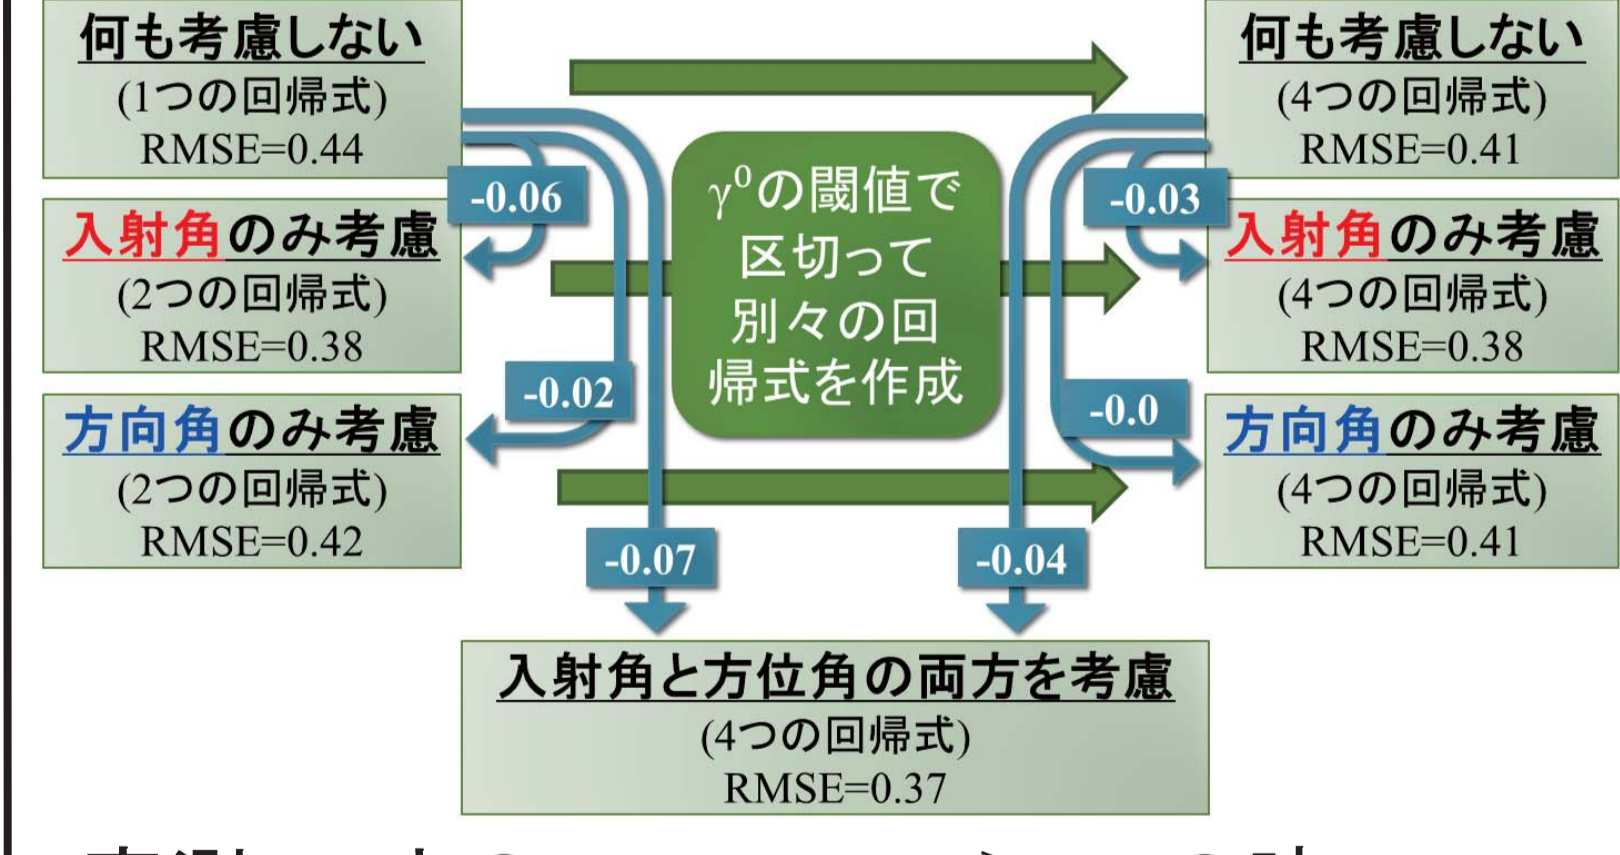 何も考慮しない
(1つの回帰式)
RMSE=0.44
入射角のみ考慮
(2つの回帰式)
RMSE=0.38
方向角のみ考慮
(2つの回帰式)
RMSE=0.42
-0.06
-0.02
-0.07
γ⁰の閾値で
区切って
別々の回
帰式を作成
-0.03
-0.0
-0.04
何も考慮しない
(4つの回帰式)
RMSE=0.41
入射角のみ考慮
(4つの回帰式)
RMSE=0.38
方向角のみ考慮
(4つの回帰式)
RMSE=0.41
入射角と方位角の両方を考慮
(4つの回帰式)
RMSE=0.37